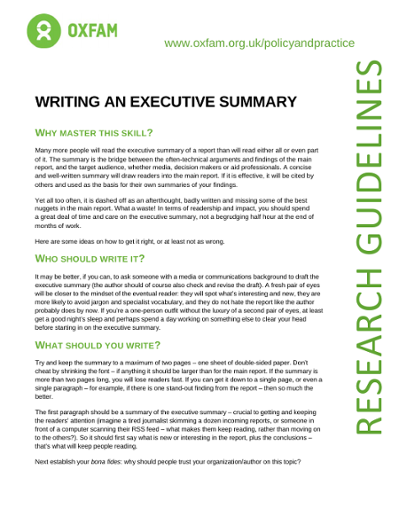 OXFAM
www.oxfam.org.uk/policyandpractice
RESEARCH GUIDELINES
WRITING AN EXECUTIVE SUMMARY
WHY MASTER THIS SKILL?
Many more people will read the executive summary of a report than will read either all or even part
of it. The summary is the bridge between the often-technical arguments and findings of the main
report, and the target audience, whether media, decision makers or aid professionals. A concise
and well-written summary will draw readers into the main report. If it is effective, it will be cited by
others and used as the basis for their own summaries of your findings.
Yet all too often, it is dashed off as an afterthought, badly written and missing some of the best
nuggets in the main report. What a waste! In terms of readership and impact, you should spend
a great deal of time and care on the executive summary, not a begrudging half hour at the end of
months of work.
Here are some ideas on how to get it right, or at least not as wrong.
WHO SHOULD WRITE IT?
It may be better, if you can, to ask someone with a media or communications background to draft the
executive summary (the author should of course also check and revise the draft). A fresh pair of eyes
will be closer to the mindset of the eventual reader: they will spot what's interesting and new, they are
more likely to avoid jargon and specialist vocabulary, and they do not hate the report like the author
probably does by now. If you're a one-person outfit without the luxury of a second pair of eyes, at least
get a good night's sleep and perhaps spend a day working on something else to clear your head
before starting in on the executive summary.
WHAT SHOULD YOU WRITE?
Try and keep the summary to a maximum of two pages – one sheet of double-sided paper. Don't
cheat by shrinking the font – if anything it should be larger than for the main report. If the summary is
more than two pages long, you will lose readers fast. If you can get it down to a single page, or even a
single paragraph – for example, if there is one stand-out finding from the report – then so much the
better.
The first paragraph should be a summary of the executive summary – crucial to getting and keeping
the readers' attention (imagine a tired journalist skimming a dozen incoming reports, or someone in
front of a computer scanning their RSS feed – what makes them keep reading, rather than moving on
to the others?). So it should first say what is new or interesting in the report, plus the conclusions –
that's what will keep people reading.
Next establish your bona fides: why should people trust your organization/author on this topic?